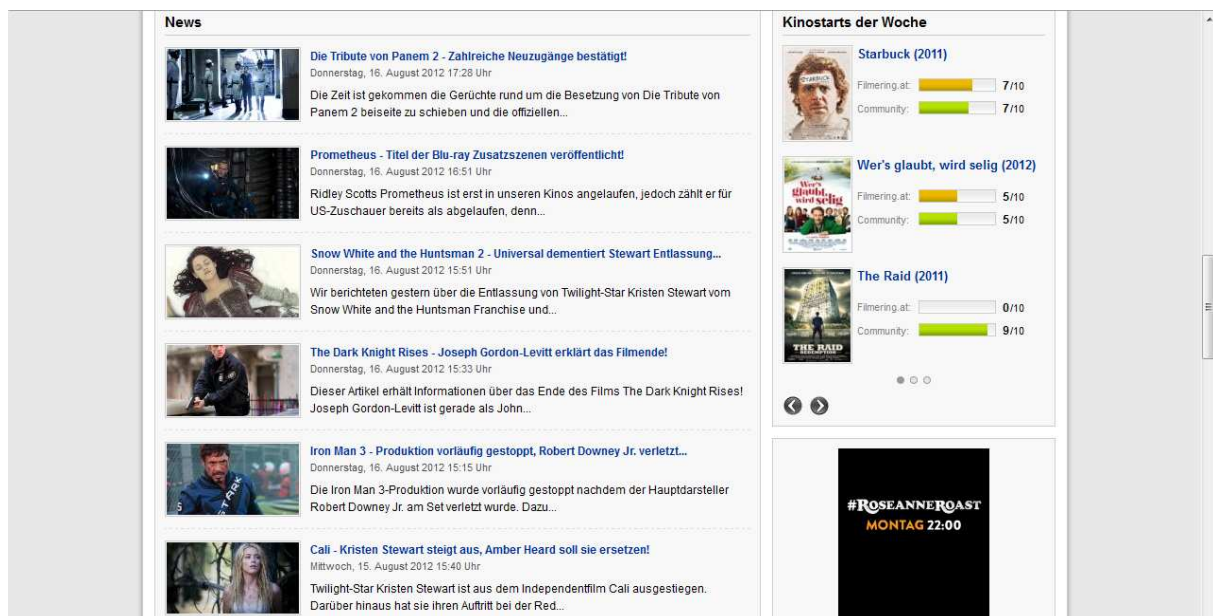 News
Die Tribute von Panem 2 - Zahlreiche Neuzugänge bestätigt!
Donnerstag, 16. August 2012 17:28 Uhr
Die Zeit ist gekommen die Gerüchte rund um die Besetzung von Die Tribute von
Panem 2 beiseite zu schieben und die offiziellen...
Prometheus - Titel der Blu-ray Zusatzszenen veröffentlicht!
Donnerstag, 16. August 2012 16:51 Uhr
Ridley Scotts Prometheus ist erst in unseren Kinos angelaufen, jedoch zählt er für
US-Zuschauer bereits als abgelaufen, denn...
Snow White and the Huntsman 2 - Universal dementiert Stewart Entlassung...
Donnerstag, 16. August 2012 15:51 Uhr
Wir berichteten gestern über die Entlassung von Twilight-Star Kristen Stewart vom
Snow White and the Huntsman Franchise und...
The Dark Knight Rises - Joseph Gordon-Levitt erklärt das Filmende!
Donnerstag, 16. August 2012 15:33 Uhr
Dieser Artikel erhält Informationen über das Ende des Films The Dark Knight Rises!
Joseph Gordon-Levitt ist gerade als John...
Iron Man 3 - Produktion vorläufig gestoppt, Robert Downey Jr. verletzt...
Donnerstag, 16. August 2012 15:15 Uhr
Die Iron Man 3-Produktion wurde vorläufig gestoppt nachdem der Hauptdarsteller
Robert Downey Jr. am Set verletzt wurde. Dazu...
STARK
Cali - Kristen Stewart steigt aus, Amber Heard soll sie ersetzen!
Mittwoch, 15. August 2012 15:40 Uhr
Twilight-Star Kristen Stewart ist aus dem Independentfilm Cali ausgestiegen.
Darüber hinaus hat sie ihren Auftritt bei der Red...
Kinostarts der Woche
STARBUCK
Starbuck (2011)
Filmering.at: 7/10
Community: 7/10
Wer's
glaubt,
wird selig
Wer's glaubt, wird selig (2012)
Filmering.at: 5/10
Community: 5/10
THE RAID
REDEMPTION
The Raid (2011)
Filmering.at: 0/10
Community: 9/10
#ROSEANNEROAST
MONTAG 22:00